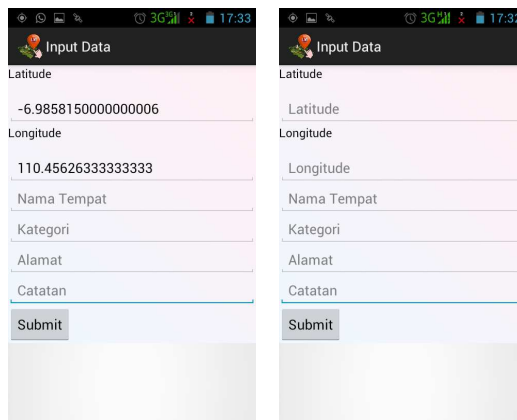 3G 3G 17:33
Input Data
Latitude
-6.9858150000000006
Longitude
110.45626333333333
Nama Tempat
Kategori
Alamat
Catatan
Submit
3G H 17:32
Input Data
Latitude
Latitude
Longitude
Longitude
Nama Tempat
Kategori
Alamat
Catatan
Submit